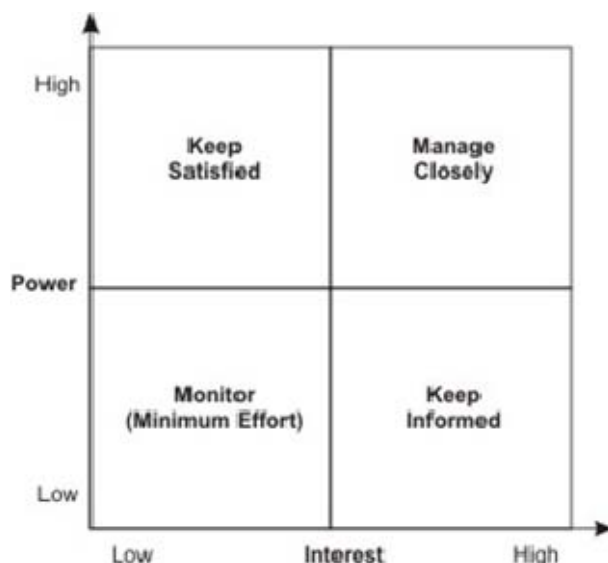 High
Keep
Satisfied
Manage
Closely
Power
Monitor
(Minimum Effort)
Keep
Informed
Low
Low
Interest
High